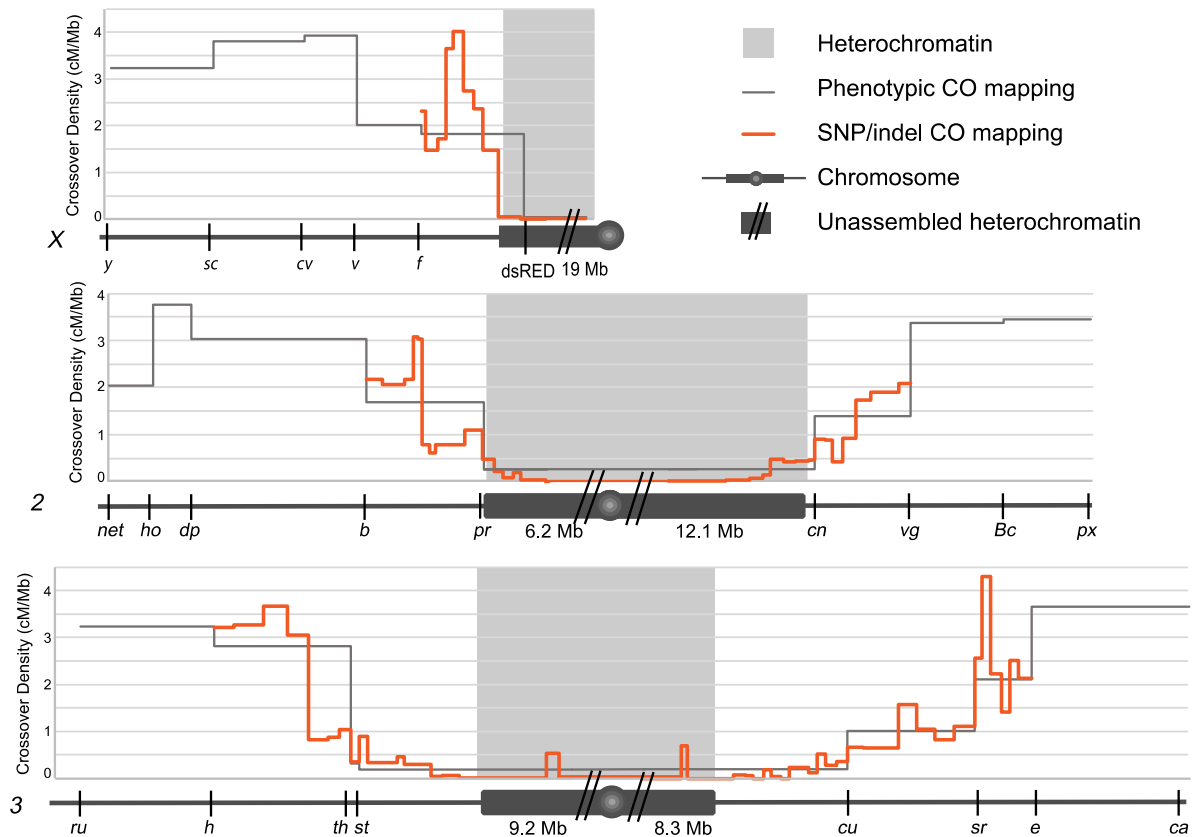 Crossover Density (cM/Mb)
4
3
2
1
0
X
y sc cv v f dsRED 19 Mb
Heterochromatin
Phenotypic CO mapping
SNP/indel CO mapping
Chromosome
Unassembled heterochromatin
Crossover Density (cM/Mb)
4
3
2
1
0
2
net ho dp b pr 6.2 Mb 12.1 Mb cn vg Bc px
Crossover Density (cM/Mb)
4
3
2
1
0
3
ru h th st 9.2 Mb 8.3 Mb cu sr e ca